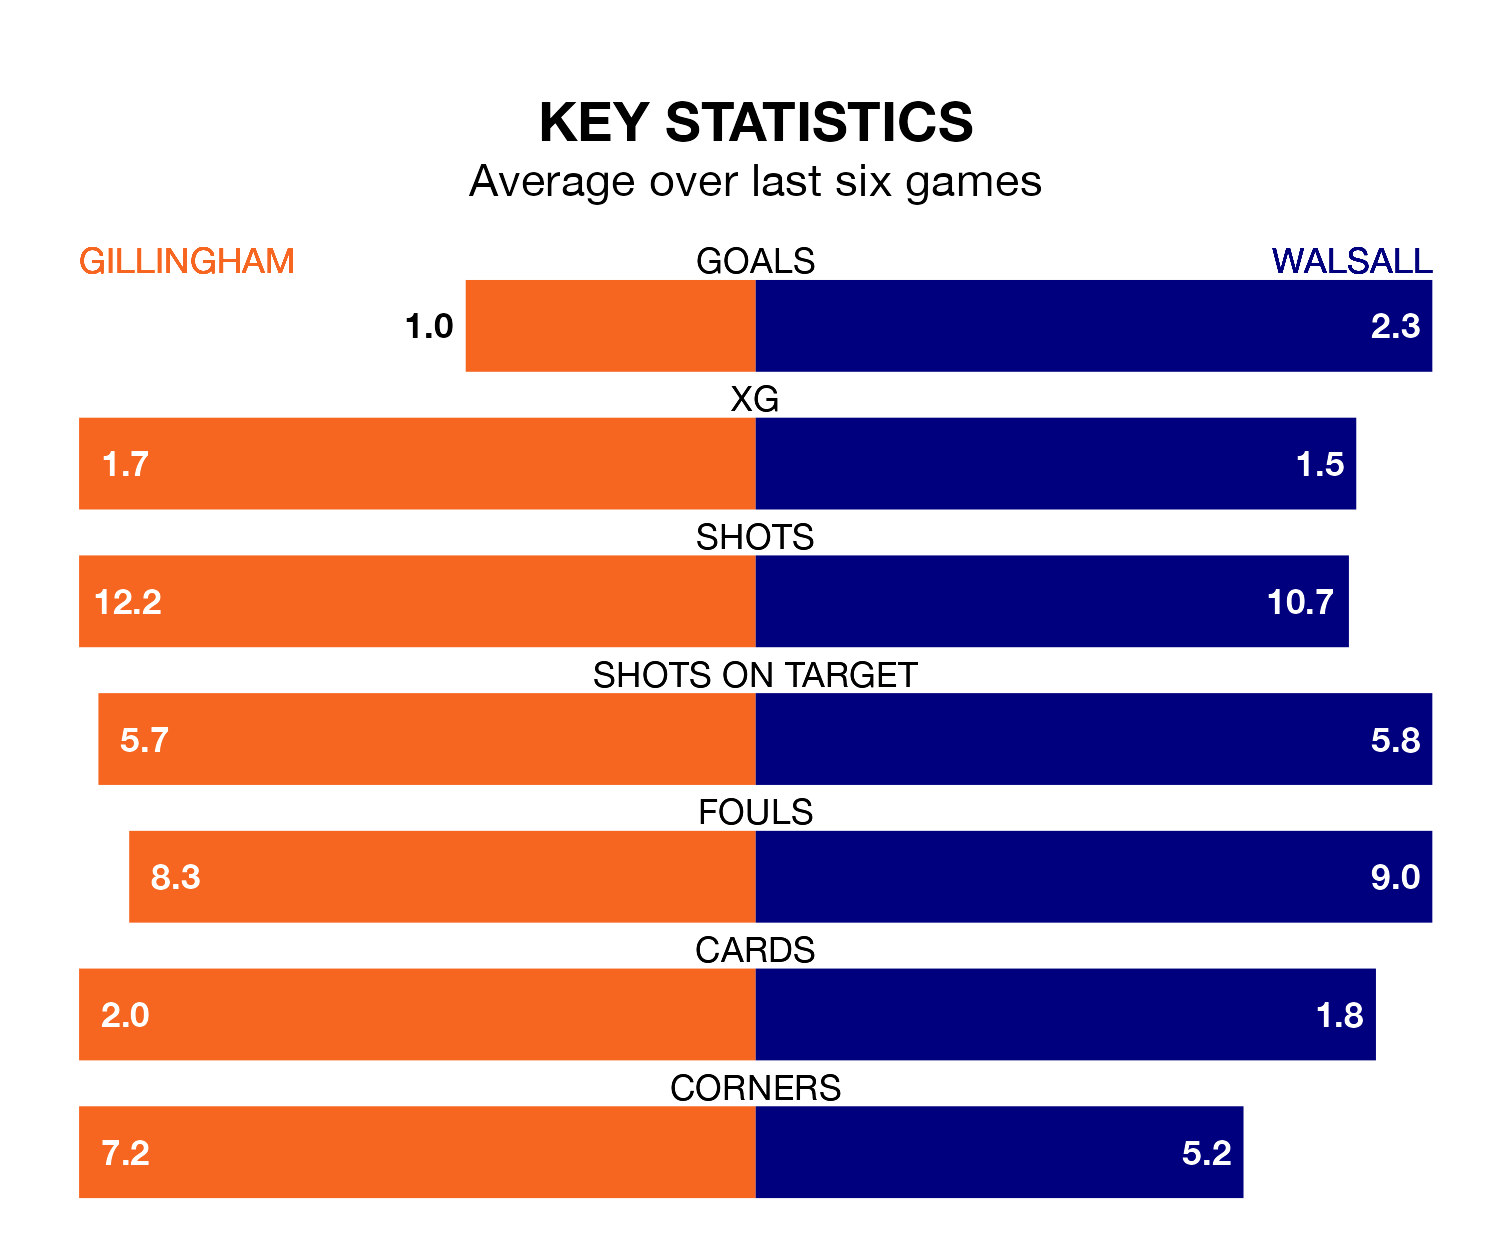 KEY STATISTICS
Average over last six games
GILLINGHAM GOALS WALSALL
1.0 2.3
XG
1.7 1.5
SHOTS
12.2 10.7
SHOTS ON TARGET
5.7 5.8
FOULS
8.3 9.0
CARDS
2.0 1.8
CORNERS
7.2 5.2